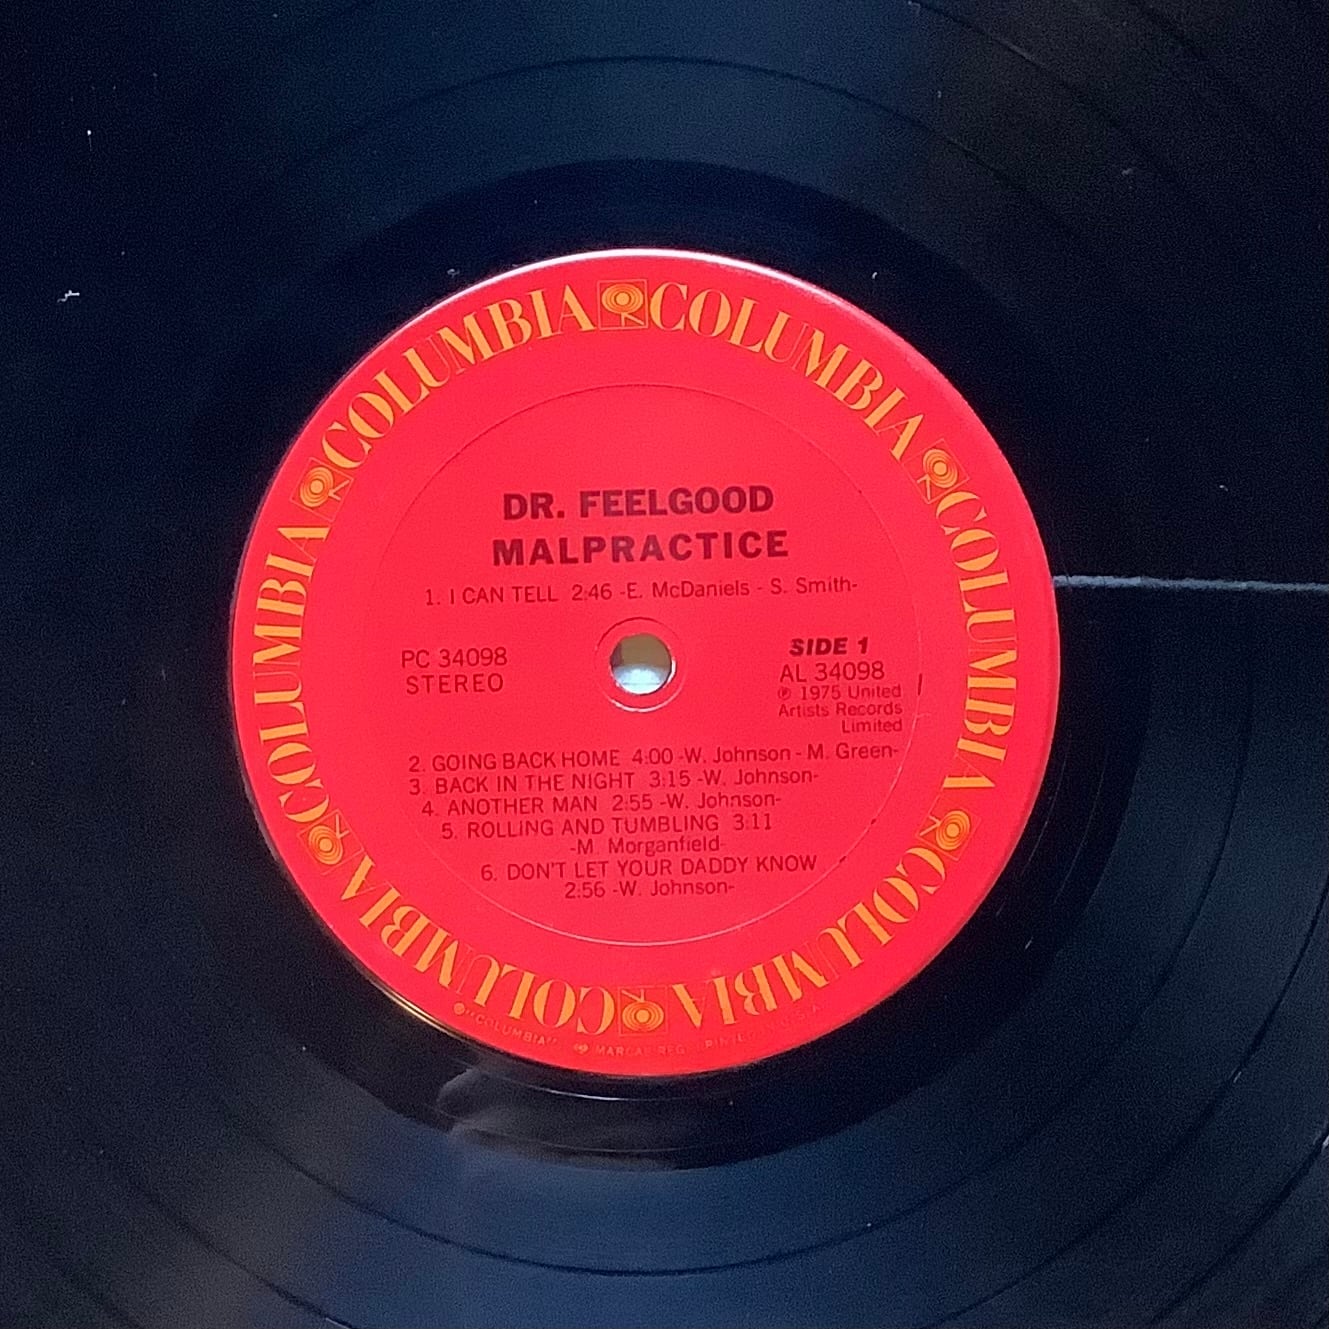 COLUMBIA COLUMBIA COLUMBIA COLUMBIA COLUMBIA COLUMBIA
DR. FEELGOOD
MALPRACTICE
1. I CAN TELL 2:46 -E. McDaniels - S. Smith-
PC 34098
STEREO
SIDE 1
AL 34098
℗ 1975 United
Artists Records
Limited
2. GOING BACK HOME 4:00 -W. Johnson - M. Green-
3. BACK IN THE NIGHT 3:15 -W. Johnson-
4. ANOTHER MAN 2:55 -W. Johnson-
5. ROLLING AND TUMBLING 3:11
-M. Morganfield-
6. DON'T LET YOUR DADDY KNOW
2:56 -W. Johnson-
"COLUMBIA", MARCAS REG.